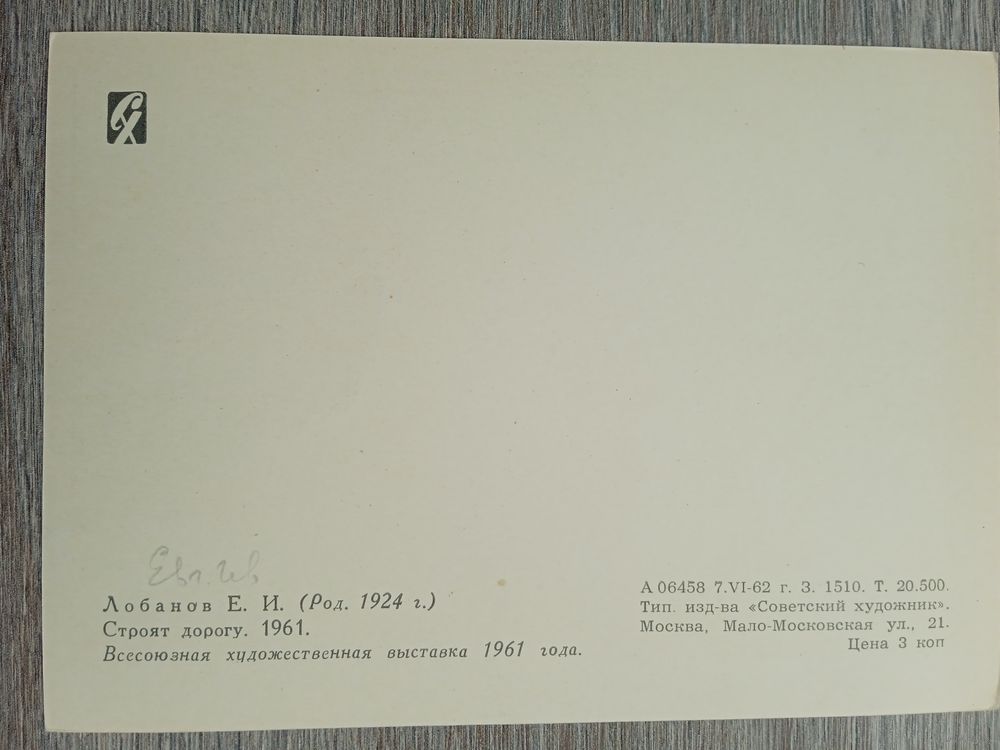 СХ
Лобанов Е. И. (Род. 1924 г.)
Строят дорогу. 1961.
Всесоюзная художественная выставка 1961 года.
А 06458 7.VI-62 г. З. 1510. Т. 20.500.
Тип. изд-ва «Советский художник».
Москва, Мало-Московская ул., 21.
Цена 3 коп